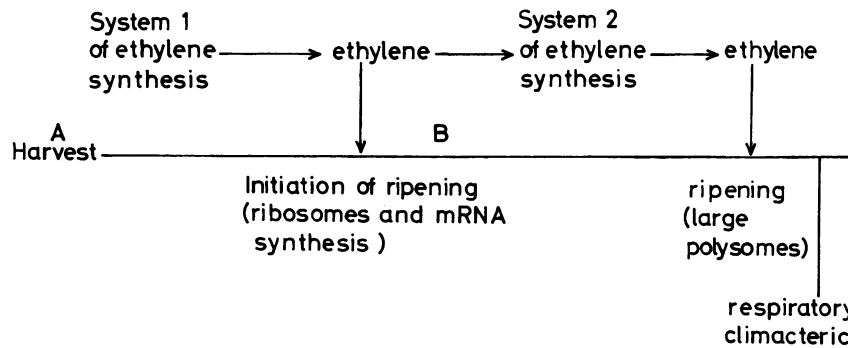 System 1
of ethylene
synthesis
ethylene
System 2
of ethylene
synthesis
ethylene
A
Harvest
B
Initiation of ripening
(ribosomes and mRNA
synthesis)
ripening
(large
polysomes)
respiratory
climacteric